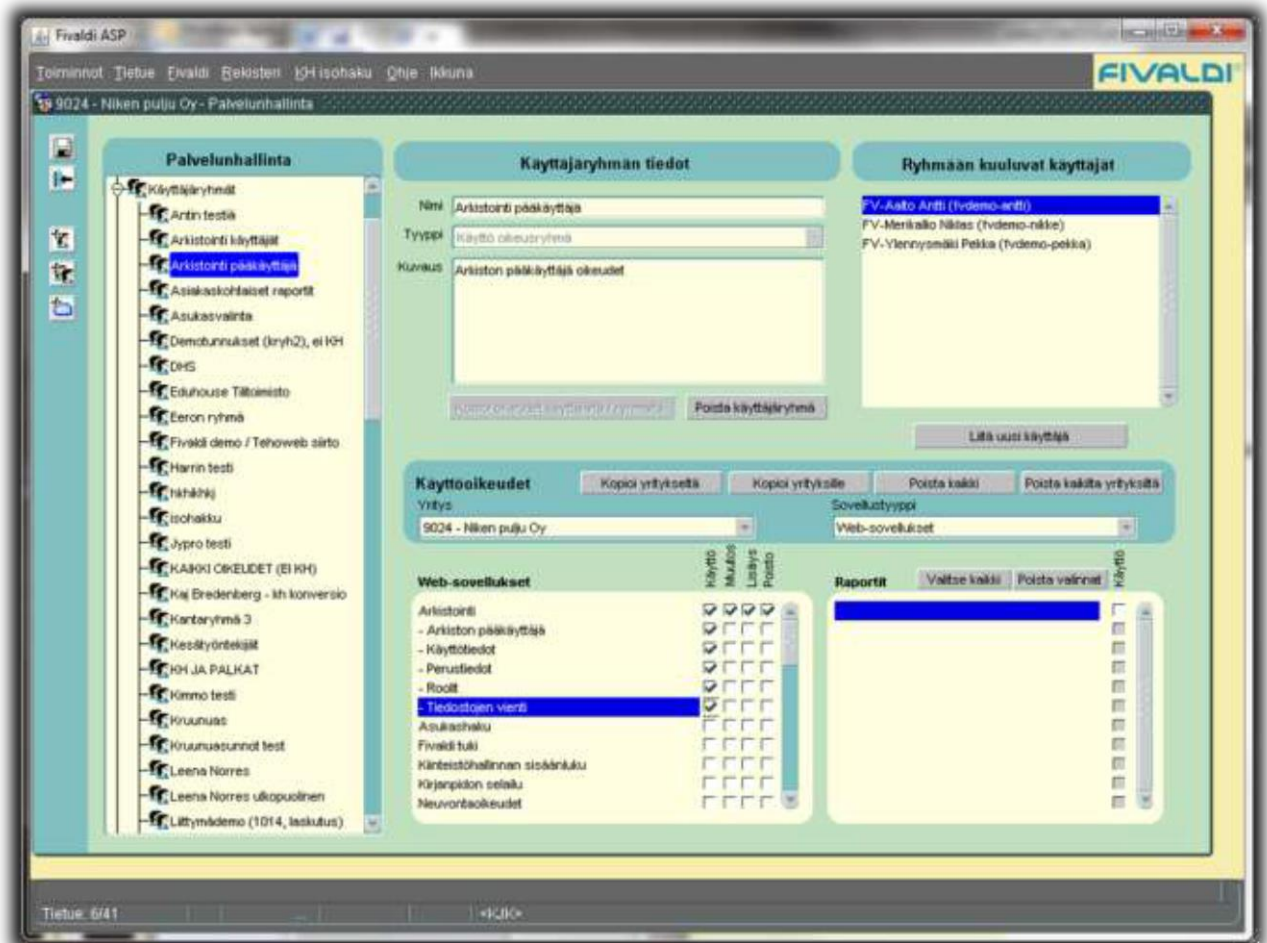 Fivaldi ASP
Toiminnot Tietue Fivaldi Rekisteri KH isohaku Ohje Ikkuna
FIVALDI
9024 - Niken pulju Oy - Palvelunhallinta
Palvelunhallinta
Käyttäjäryhmät
Antin testiä
Arkistointi käyttäjät
Arkistointi pääkäyttäjä
Asiakaskohtaiset raportit
Asukasvalinta
Demotunnukset (kryh2), ei KH
DHS
Eduhouse Tilitoimisto
Eeron ryhmä
Fivaldi demo / Tehoweb siirto
Harrin testi
hkhikhkj
isohakku
Jypro testi
KAIKKI OIKEUDET (EI KH)
Kaj Bredenberg - kh konversio
Kantaryhmä 3
Kesätyöntekijät
KH JA PALKAT
Kimmo testi
Kruunuas
Kruunuasunnot test
Leena Norres
Leena Norres ulkopuolinen
Liittymädemo (1014, laskutus)
Käyttäjäryhmän tiedot
Nimi Arkistointi pääkäyttäjä
Tyyppi Käyttöoikeusryhmä
Kuvaus Arkiston pääkäyttäjä oikeudet
Poista käyttäjäryhmä
Ryhmään kuuluvat käyttäjät
FV-Aalto Antti (fvdemo-antti)
FV-Merikallio Niklas (fvdemo-nikke)
FV-Ylennysmäki Pekka (fvdemo-pekka)
Liitä uusi käyttäjä
Käyttöoikeudet Kopioi yritykseltä Kopioi yrityksille Poista kaikki Poista kaikilta yrityksiltä
Yritys Sovellustyyppi
9024 - Niken pulju Oy Web-sovellukset
Web-sovellukset Käyttö Muutos Lisäys Poisto
Arkistointi
- Arkiston pääkäyttäjä
- Käyttötiedot
- Perustiedot
- Roolit
- Tiedostojen vienti
Asukashaku
Fivaldi tuki
Kiinteistöhallinnan sisäänluku
Kirjanpidon selailu
Neuvontaoikeudet
Raportit Valitse kaikki Poista valinnat Käyttö
Tietue: 6/41 ... <KJK>